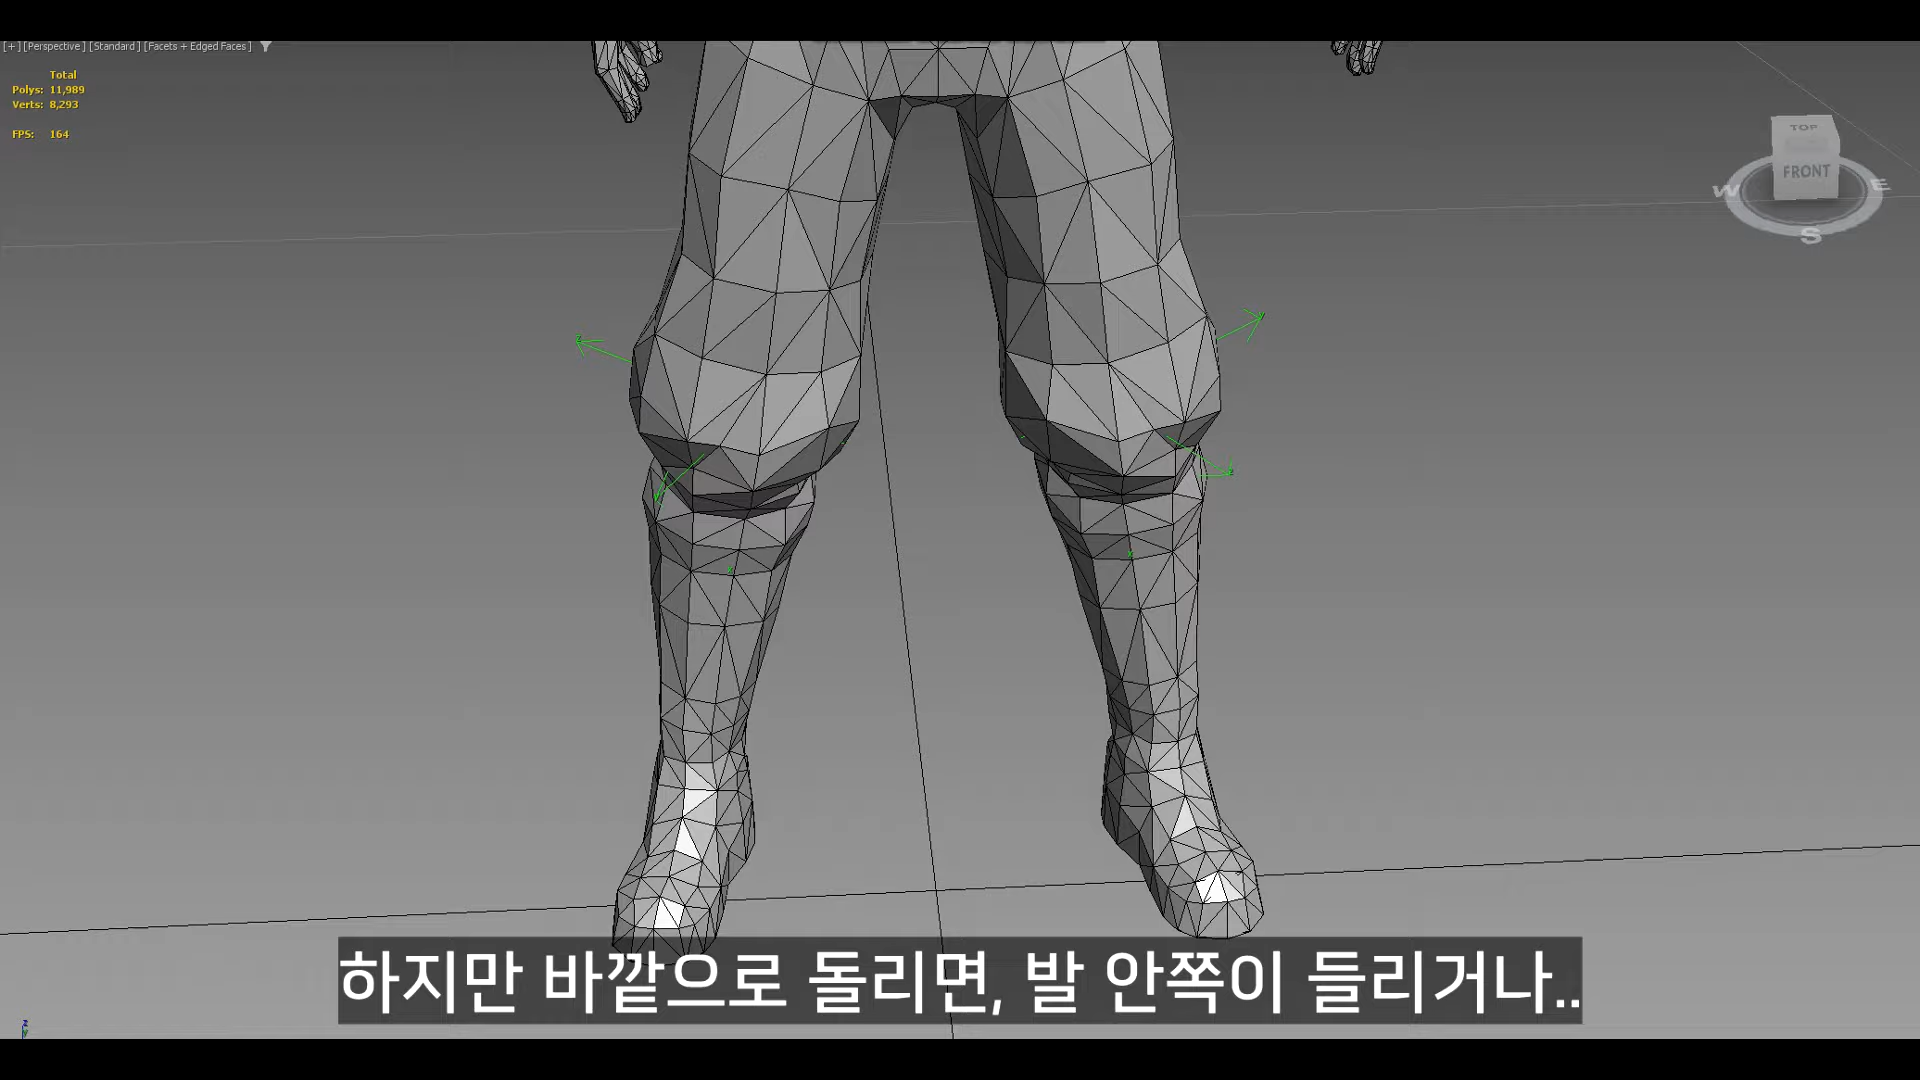 [+] [Perspective] [Standard] [Facets + Edged Faces]
Total
Polys: 11,989
Verts: 8,293
FPS: 164
TOP
FRONT
W
E
S
y
z
x
x
하지만 바깥으로 돌리면, 발 안쪽이 들리거나..
z
y